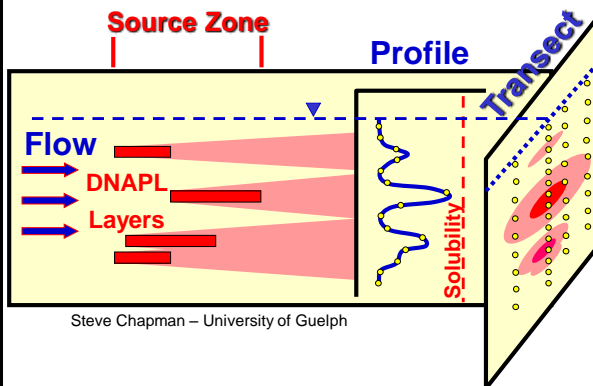 Source Zone
Profile
Transect
Flow
DNAPL
Layers
Solubility
Steve Chapman – University of Guelph